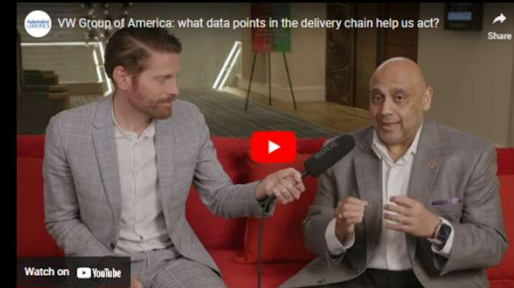 VW Group of America: what data points in the delivery chain help us act?
Share
Watch on YouTube